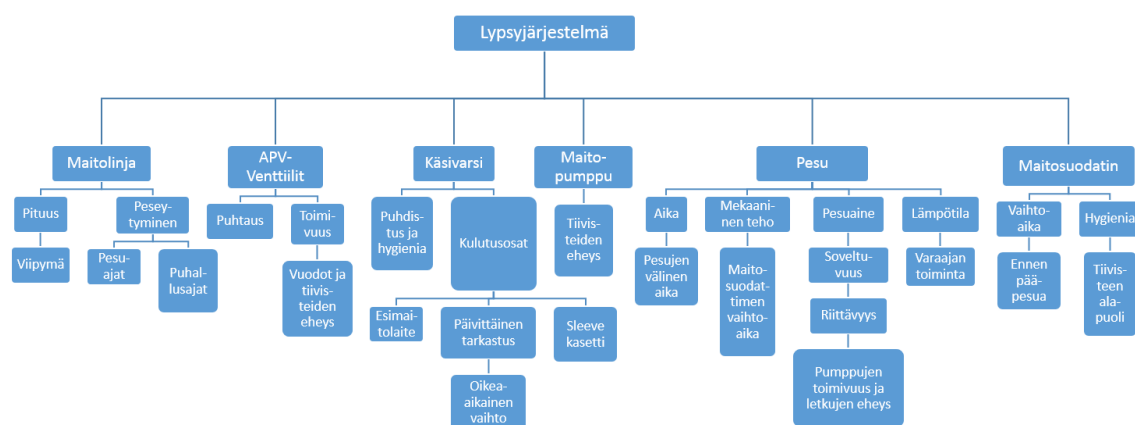 Lypsyjärjestelmä
Maitolinja
APV-
Venttiilit
Käsivarsi
Maito-
pumppu
Pesu
Maitosuodatin
Pituus
Pesey-
tyminen
Puhtaus
Toimi-
vuus
Puhdis-
tus ja
hygienia
Kulutusosat
Tiivis-
teiden
eheys
Aika
Mekaani-
nen teho
Pesuaine
Lämpötila
Vaihto-
aika
Hygienia
Viipymä
Pesu-
ajat
Puhal-
lusajat
Vuodot ja
tiivis-
teiden
eheys
Esimai-
tolaite
Päivittäinen
tarkastus
Sleeve
kasetti
Oikea-
aikainen
vaihto
Pesujen
välinen
aika
Maito-
suodat-
timen
vaihto-
aika
Soveltu-
vuus
Riittävyys
Pumppujen
toimivuus ja
letkujen eheys
Varaajan
toiminta
Ennen
pää-
pesua
Tiivis-
teen
ala-
puoli